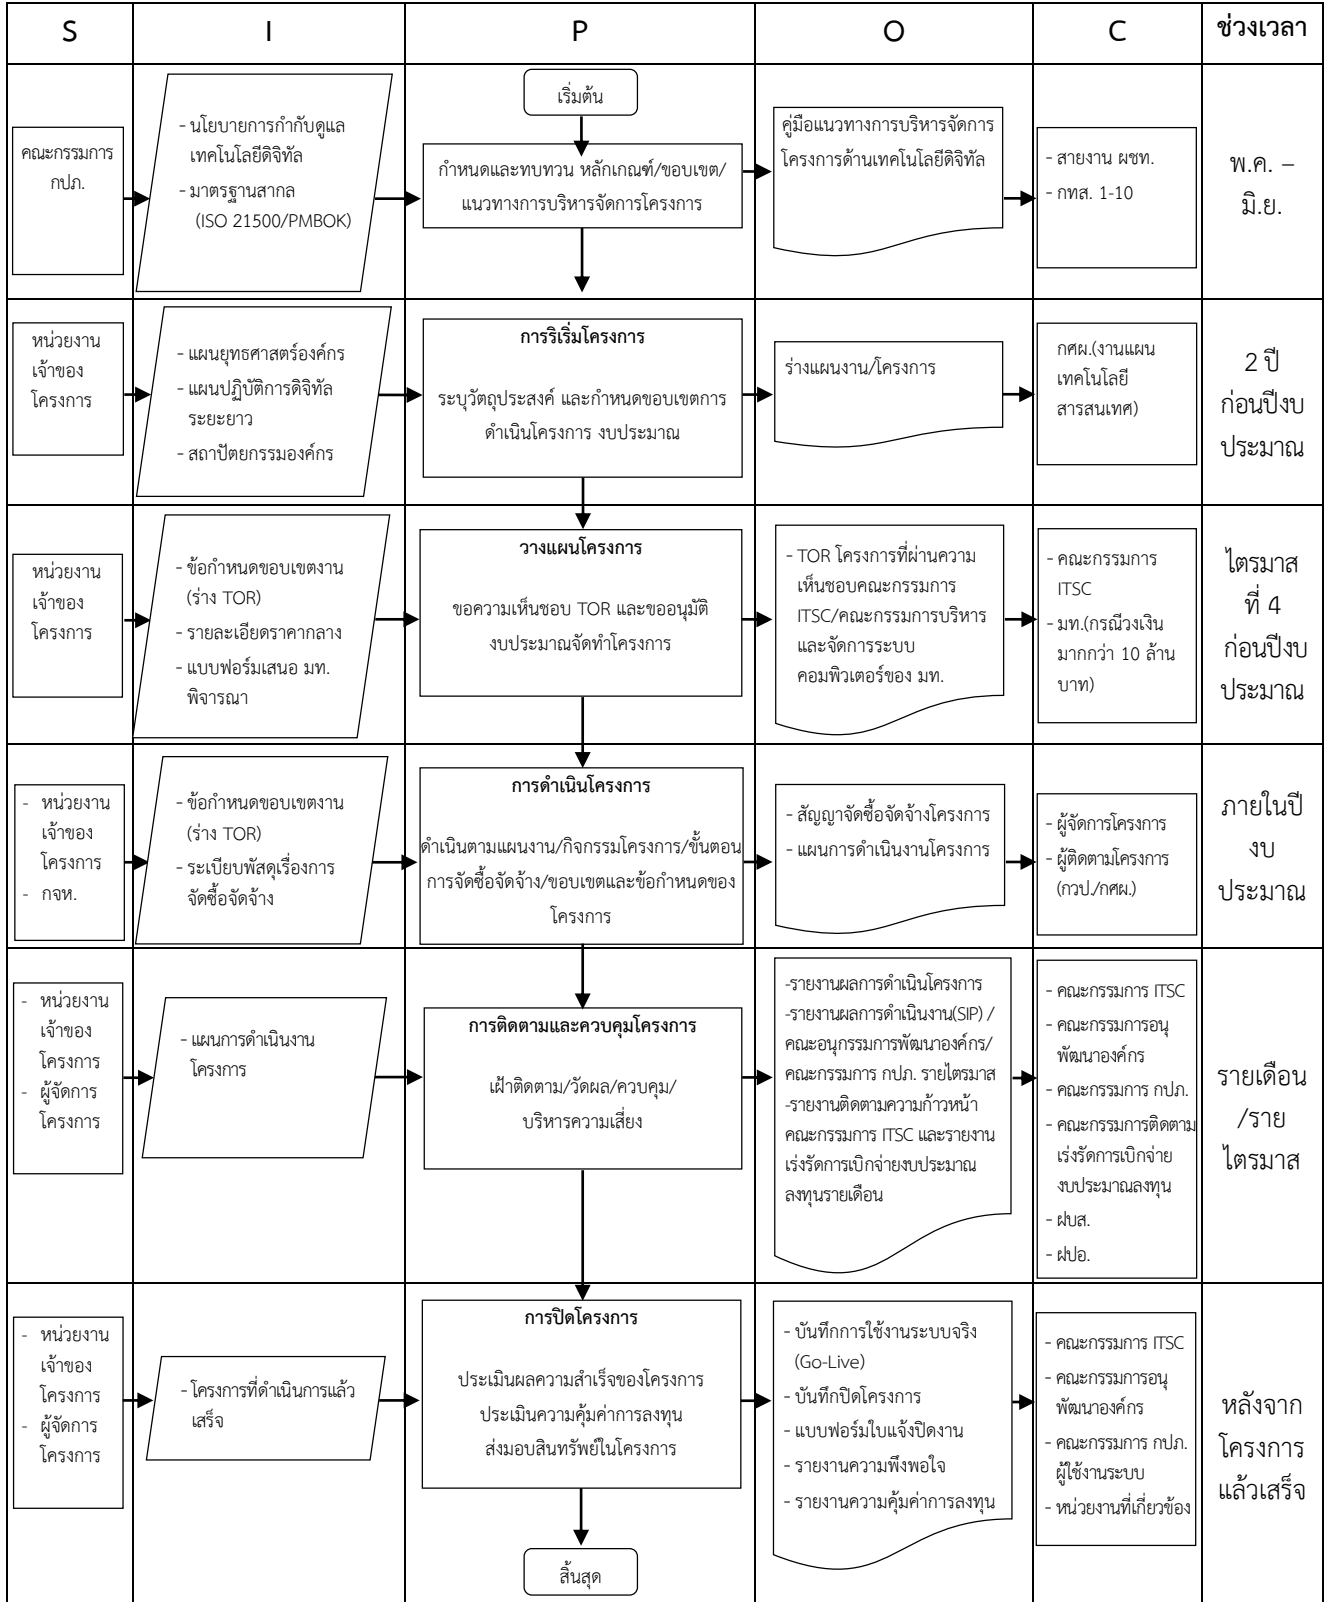 S
I
P
O
C
ช่วงเวลา
คณะกรรมการ
กปภ.
- นโยบายการกำกับดูแล
เทคโนโลยีดิจิทัล
- มาตรฐานสากล
(ISO 21500/PMBOK)
เริ่มต้น
กำหนดและทบทวน หลักเกณฑ์/ขอบเขต/
แนวทางการบริหารจัดการโครงการ
คู่มือแนวทางการบริหารจัดการ
โครงการด้านเทคโนโลยีดิจิทัล
- สายงาน ผชท.
- กทส. 1-10
พ.ค. –
มิ.ย.
หน่วยงาน
เจ้าของ
โครงการ
- แผนยุทธศาสตร์องค์กร
- แผนปฏิบัติการดิจิทัล
ระยะยาว
- สถาปัตยกรรมองค์กร
การริเริ่มโครงการ
ระบุวัตถุประสงค์ และกำหนดขอบเขตการ
ดำเนินโครงการ งบประมาณ
ร่างแผนงาน/โครงการ
กศผ.(งานแผน
เทคโนโลยี
สารสนเทศ)
2 ปี
ก่อนปีงบ
ประมาณ
หน่วยงาน
เจ้าของ
โครงการ
- ข้อกำหนดขอบเขตงาน
(ร่าง TOR)
- รายละเอียดราคากลาง
- แบบฟอร์มเสนอ มท.
พิจารณา
วางแผนโครงการ
ขอความเห็นชอบ TOR และขออนุมัติ
งบประมาณจัดทำโครงการ
- TOR โครงการที่ผ่านความ
เห็นชอบคณะกรรมการ
ITSC/คณะกรรมการบริหาร
และจัดการระบบ
คอมพิวเตอร์ของ มท.
- คณะกรรมการ
ITSC
- มท.(กรณีวงเงิน
มากกว่า 10 ล้าน
บาท)
ไตรมาส
ที่ 4
ก่อนปีงบ
ประมาณ
- หน่วยงาน
เจ้าของ
โครงการ
- กจห.
- ข้อกำหนดขอบเขตงาน
(ร่าง TOR)
- ระเบียบพัสดุเรื่องการ
จัดซื้อจัดจ้าง
การดำเนินโครงการ
ดำเนินตามแผนงาน/กิจกรรมโครงการ/ขั้นตอน
การจัดซื้อจัดจ้าง/ขอบเขตและข้อกำหนดของ
โครงการ
- สัญญาจัดซื้อจัดจ้างโครงการ
- แผนการดำเนินงานโครงการ
- ผู้จัดการโครงการ
- ผู้ติดตามโครงการ
(กวป./กศผ.)
ภายในปี
งบ
ประมาณ
- หน่วยงาน
เจ้าของ
โครงการ
- ผู้จัดการ
โครงการ
- แผนการดำเนินงาน
โครงการ
การติดตามและควบคุมโครงการ
เฝ้าติดตาม/วัดผล/ควบคุม/
บริหารความเสี่ยง
-รายงานผลการดำเนินโครงการ
-รายงานผลการดำเนินงาน(SIP) /
คณะอนุกรรมการพัฒนาองค์กร/
คณะกรรมการ กปภ. รายไตรมาส
-รายงานติดตามความก้าวหน้า
คณะกรรมการ ITSC และรายงาน
เร่งรัดการเบิกจ่ายงบประมาณ
ลงทุนรายเดือน
- คณะกรรมการ ITSC
- คณะกรรมการอนุ
พัฒนาองค์กร
- คณะกรรมการ กปภ.
- คณะกรรมการติดตาม
เร่งรัดการเบิกจ่าย
งบประมาณลงทุน
- ฝบส.
- ฝปอ.
รายเดือน
/ราย
ไตรมาส
- หน่วยงาน
เจ้าของ
โครงการ
- ผู้จัดการ
โครงการ
- โครงการที่ดำเนินการแล้ว
เสร็จ
การปิดโครงการ
ประเมินผลความสำเร็จของโครงการ
ประเมินความคุ้มค่าการลงทุน
ส่งมอบสินทรัพย์ในโครงการ
สิ้นสุด
- บันทึกการใช้งานระบบจริง
(Go-Live)
- บันทึกปิดโครงการ
- แบบฟอร์มใบแจ้งปิดงาน
- รายงานความพึงพอใจ
- รายงานความคุ้มค่าการลงทุน
- คณะกรรมการ ITSC
- คณะกรรมการอนุ
พัฒนาองค์กร
- คณะกรรมการ กปภ.
ผู้ใช้งานระบบ
- หน่วยงานที่เกี่ยวข้อง
หลังจาก
โครงการ
แล้วเสร็จ